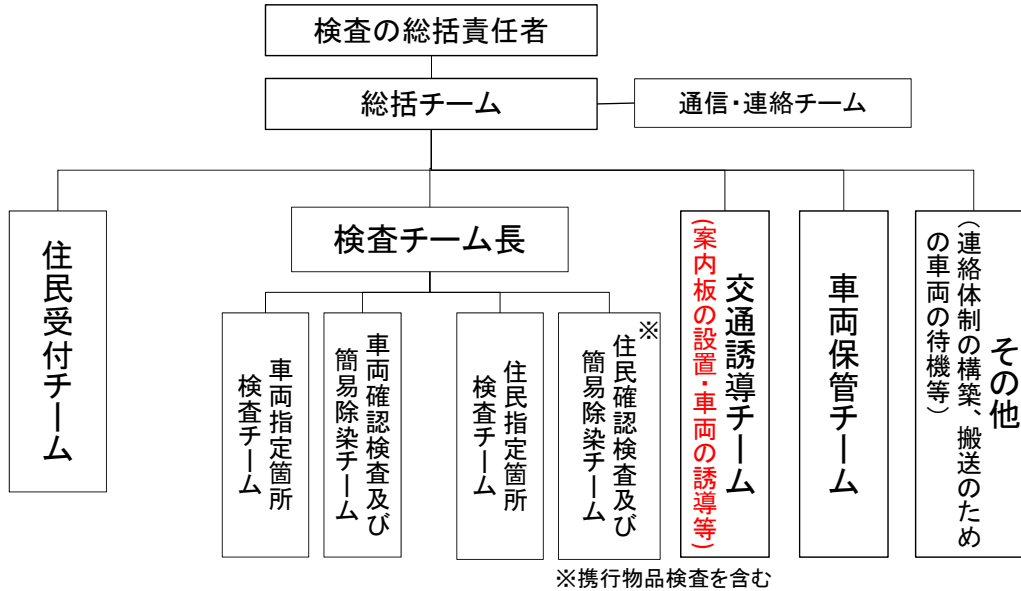 検査の総括責任者
総括チーム
通信・連絡チーム
住民受付チーム
検査チーム長
車両指定箇所
検査チーム
車両確認検査及び
簡易除染チーム
住民指定箇所
検査チーム
※
住民確認検査及び
簡易除染チーム
交通誘導チーム
(案内板の設置・車両の誘導等)
車両保管チーム
その他
(連絡体制の構築、搬送のため
の車両の待機等)
※携行物品検査を含む